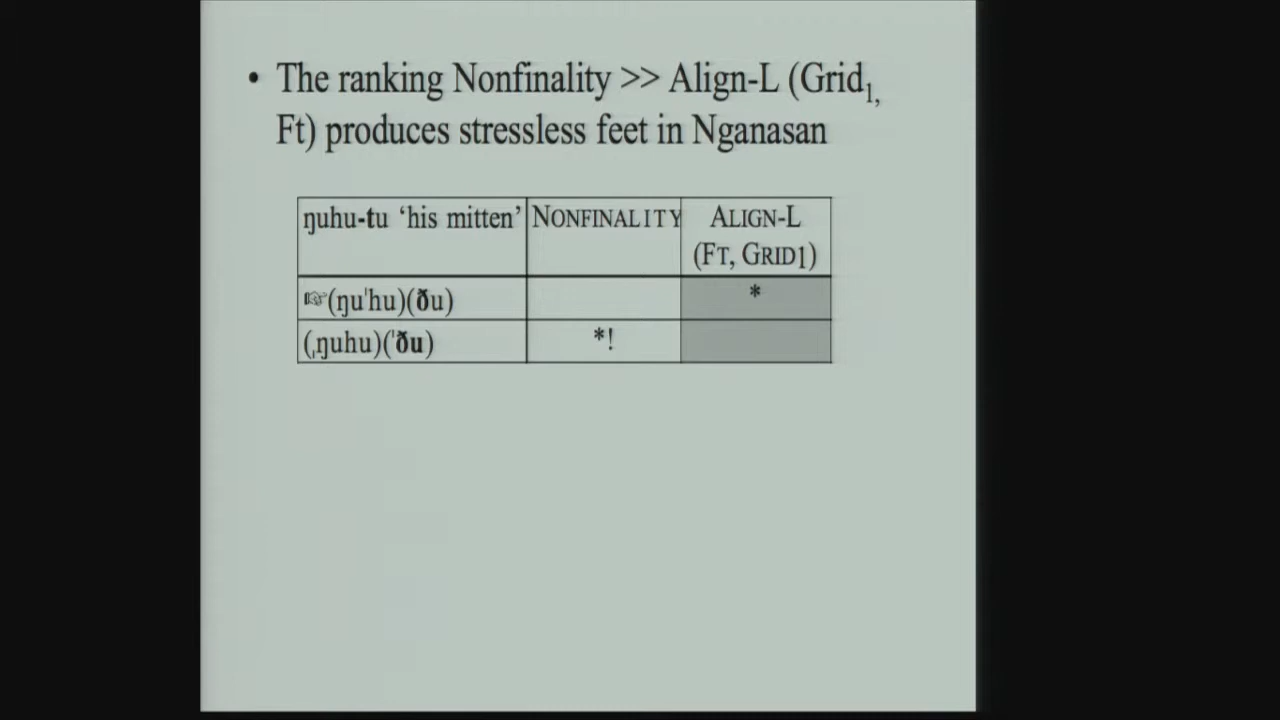 • The ranking Nonfinality >> Align-L (Grid1,
Ft) produces stressless feet in Nganasan
ŋuhu-tu ‘his mitten’ NONFINALITY ALIGN-L
(FT, GRID1)
☞(ŋuˈhu)(ðu) *
(ˌŋuhu)(ˈðu) *!